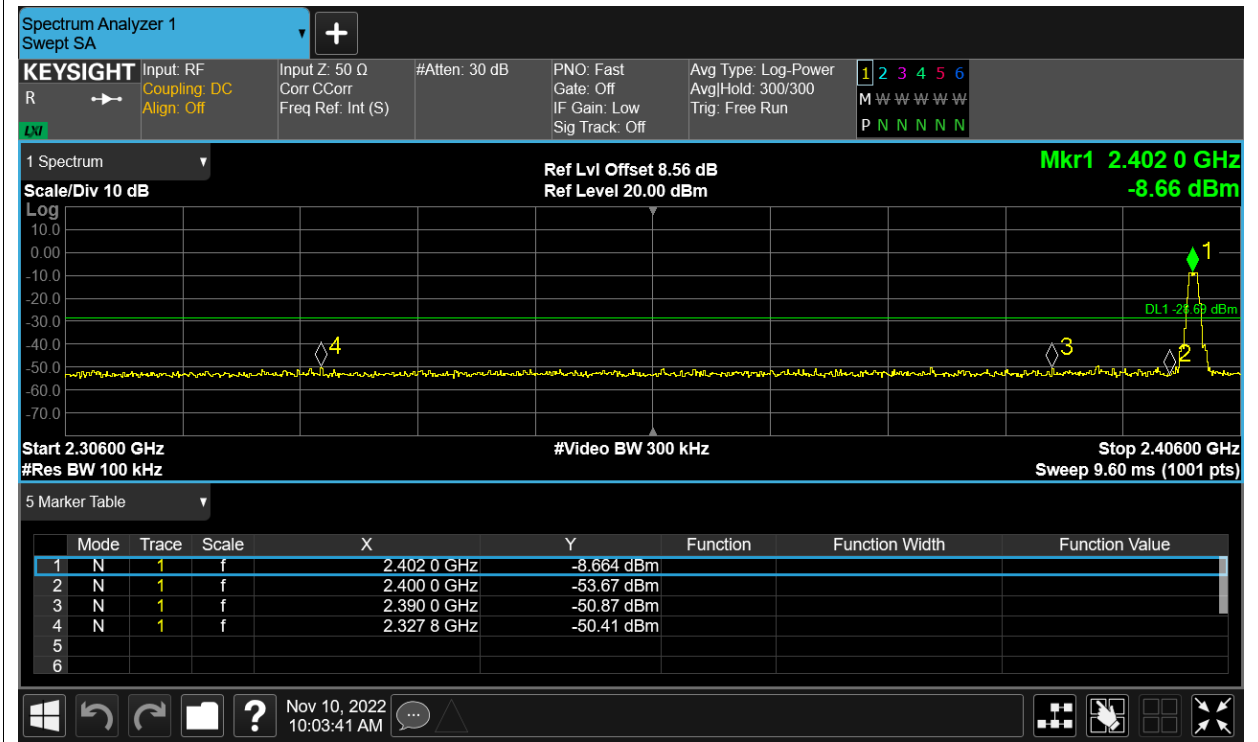 Spectrum Analyzer 1
Swept SA
+
KEYSIGHT Input: RF Input Z: 50 Ω #Atten: 30 dB PNO: Fast Avg Type: Log-Power 1 2 3 4 5 6
R Coupling: DC Corr CCorr Gate: Off Avg|Hold: 300/300 M W W W W W
Align: Off Freq Ref: Int (S) IF Gain: Low Trig: Free Run
LXI Sig Track: Off P N N N N N
1 Spectrum Ref Lvl Offset 8.56 dB Mkr1 2.402 0 GHz
Scale/Div 10 dB Ref Level 20.00 dBm -8.66 dBm
Log
10.0
0.00 1
-10.0
-20.0
DL1 -28.69 dBm
-30.0
-40.0 4 3 2
-50.0
-60.0
-70.0
Start 2.30600 GHz #Video BW 300 kHz Stop 2.40600 GHz
#Res BW 100 kHz Sweep 9.60 ms (1001 pts)
5 Marker Table
Mode Trace Scale X Y Function Function Width Function Value
1 N 1 f 2.402 0 GHz -8.664 dBm
2 N 1 f 2.400 0 GHz -53.67 dBm
3 N 1 f 2.390 0 GHz -50.87 dBm
4 N 1 f 2.327 8 GHz -50.41 dBm
5
6
? Nov 10, 2022
10:03:41 AM